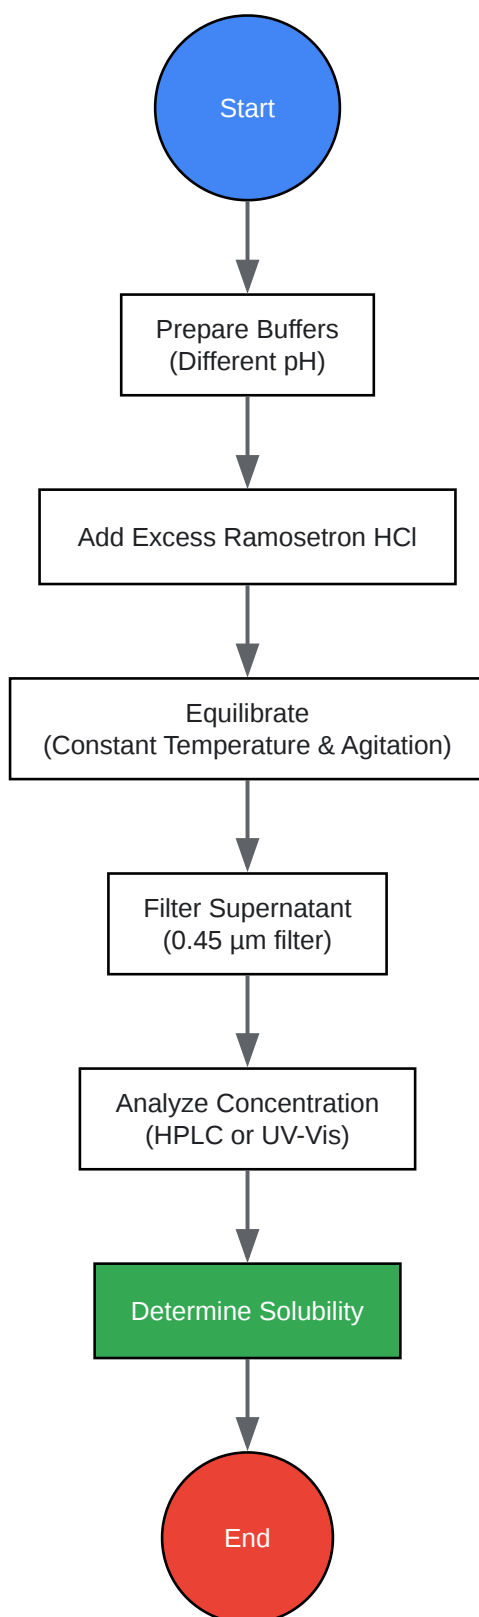 Start
Prepare Buffers
(Different pH)
Add Excess Ramosetron HCl
Equilibrate
(Constant Temperature & Agitation)
Filter Supernatant
(0.45 µm filter)
Analyze Concentration
(HPLC or UV-Vis)
Determine Solubility
End